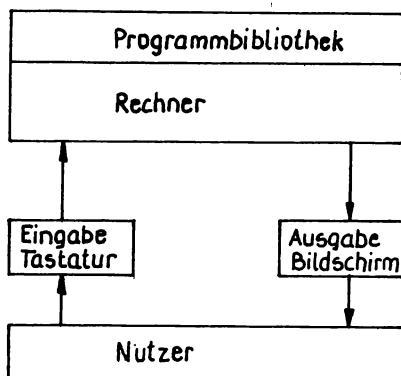 Programmbibliothek
Rechner
Eingabe
Tastatur
Ausgabe
Bildschirm
Nutzer